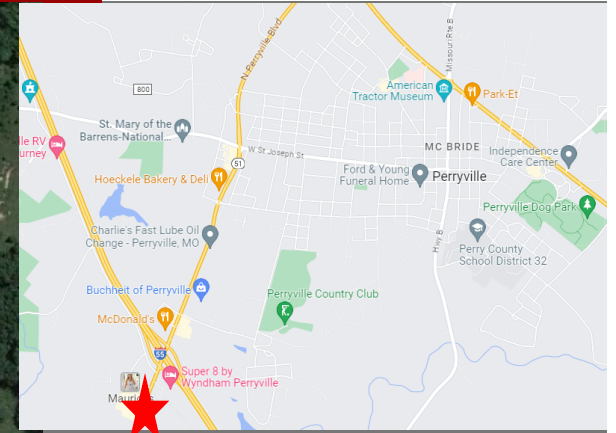 N Perryville Blvd.
Missouri Rte B
800
American
Tractor Museum
Park-Et
St. Mary of the
Barrens-National...
MC BRIDE
Independence
Care Center
le RV
urney
W St Joseph St
51
Ford & Young
Funeral Home
Perryville
Hoeckele Bakery & Deli
Perryville Dog Park
Charlie's Fast Lube Oil
Change - Perryville, MO
Hwy B
Perry County
School District 32
Buchheit of Perryville
Perryville Country Club
McDonald's
55
Super 8 by
Wyndham Perryville